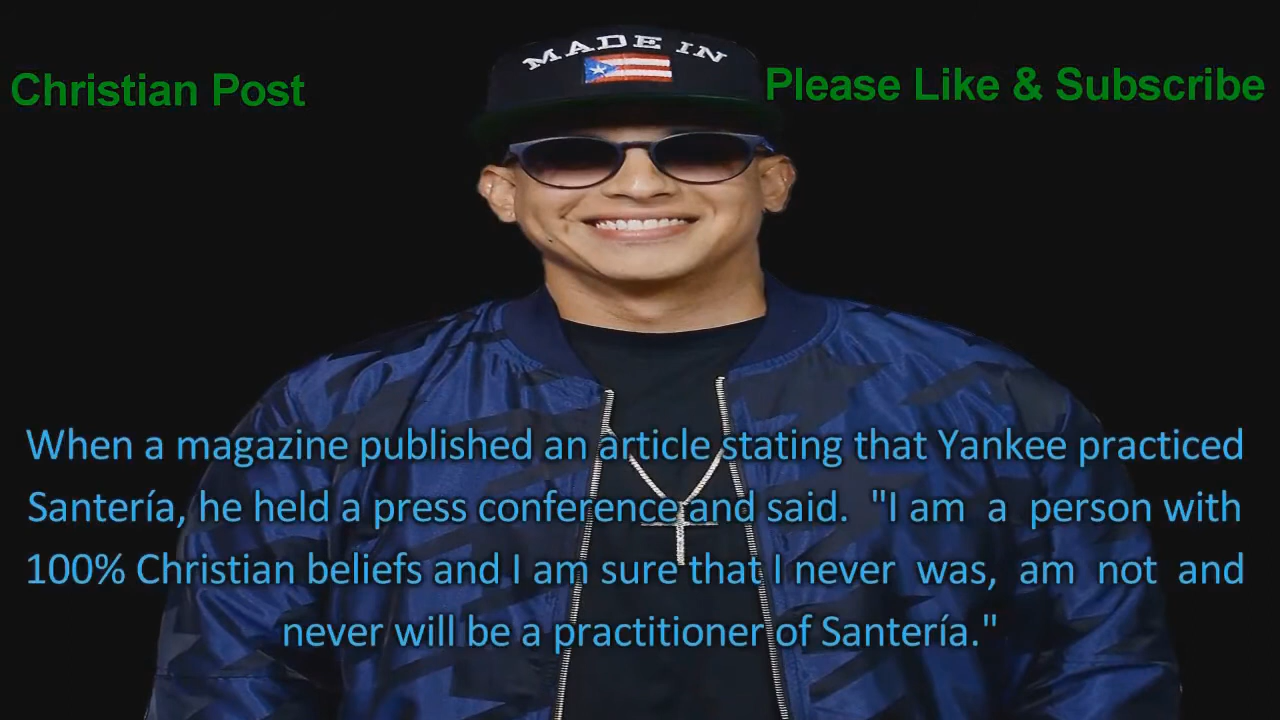 MADE IN
Christian Post
Please Like & Subscribe
When a magazine published an article stating that Yankee practiced
Santería, he held a press conference and said.  "I am  a  person with
100% Christian beliefs and I am sure that I never  was,  am  not  and
never will be a practitioner of Santería."